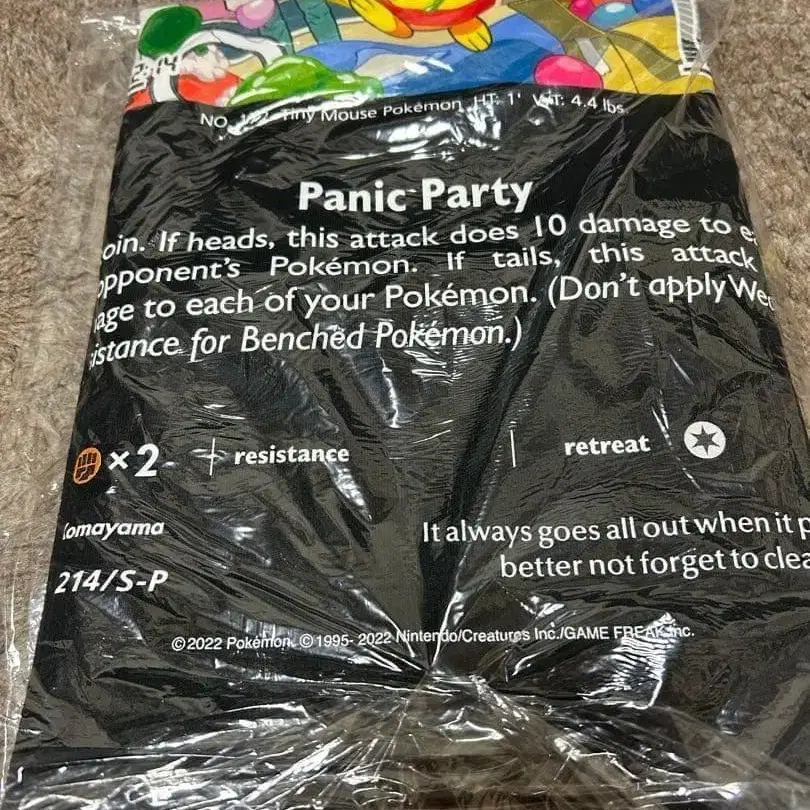 2:14
NO. Tiny Mouse Pokémon HT: 1' WT: 4.4 lbs.
Panic Party
oin. If heads, this attack does 10 damage to e
pponent's Pokémon. If tails, this attack
age to each of your Pokémon. (Don't apply We
istance for Benched Pokémon.)
×2 resistance retreat
Komayama
It always goes all out when it p
better not forget to clea
214/S-P
©2022 Pokémon. ©1995- 2022 Nintendo/Creatures Inc./GAME FREAK inc.